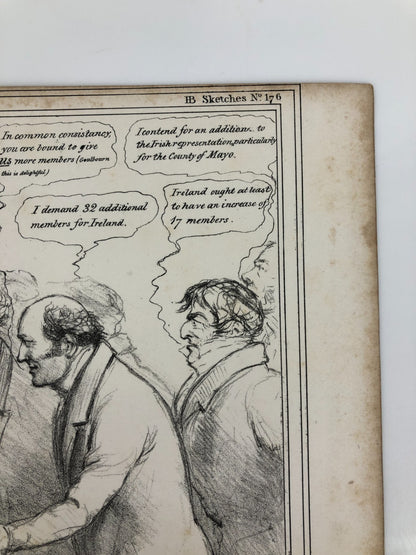 HB Sketches No. 176
In common consistancy,
you are bound to give
us more members (Goulbourn
this is delightful)
I contend for an addition to
the Irish representation, particularly
for the County of Mayo.
I demand 32 additional
members for Ireland.
Ireland ought at least
to have an increase of
17 members.